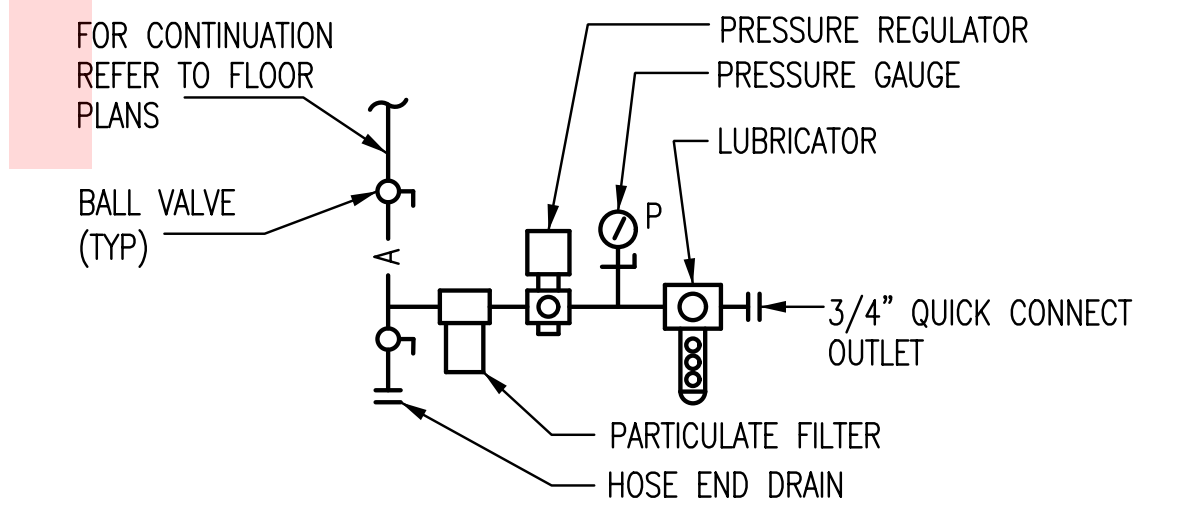 FOR CONTINUATION
REFER TO FLOOR
PLANS
PRESSURE REGULATOR
PRESSURE GAUGE
LUBRICATOR
BALL VALVE
(TYP)
P
A
3/4" QUICK CONNECT
OUTLET
PARTICULATE FILTER
HOSE END DRAIN